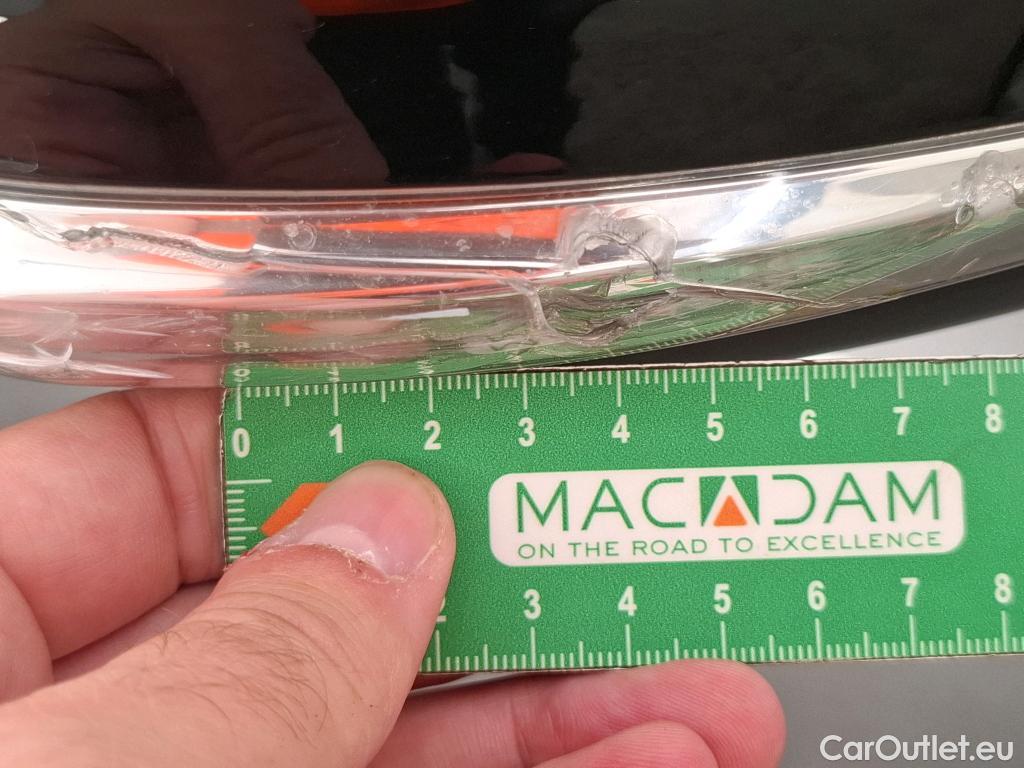 0 1 2 3 4 5 6 7 8
MACADAM
ON THE ROAD TO EXCELLENCE
2 3 4 5 6 7 8
CarOutlet.eu